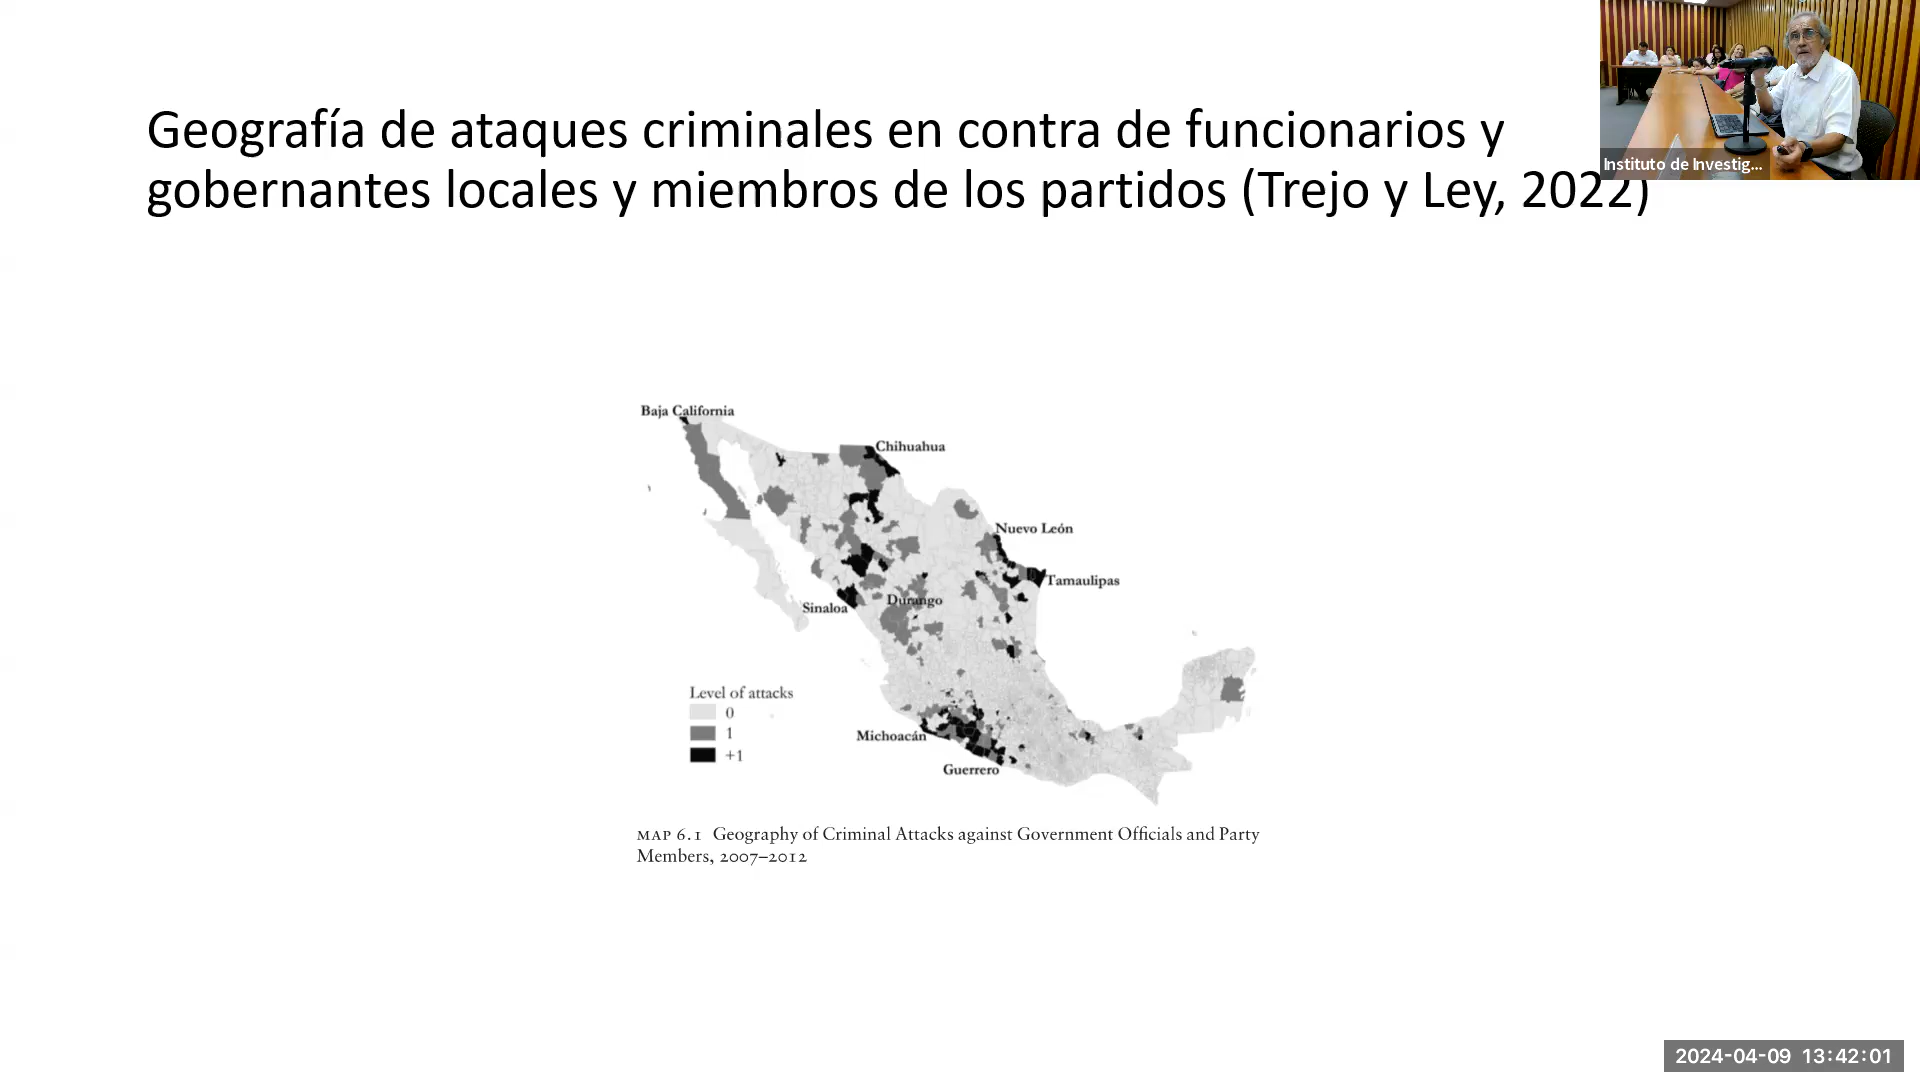 Geografía de ataques criminales en contra de funcionarios y
gobernantes locales y miembros de los partidos (Trejo y Ley, 2022)
Instituto de Investig...
Baja California
Chihuahua
Nuevo León
Tamaulipas
Sinaloa
Durango
Level of attacks
0
1
+1
Michoacán
Guerrero
MAP 6.1 Geography of Criminal Attacks against Government Officials and Party
Members, 2007–2012
2024-04-09 13:42:01